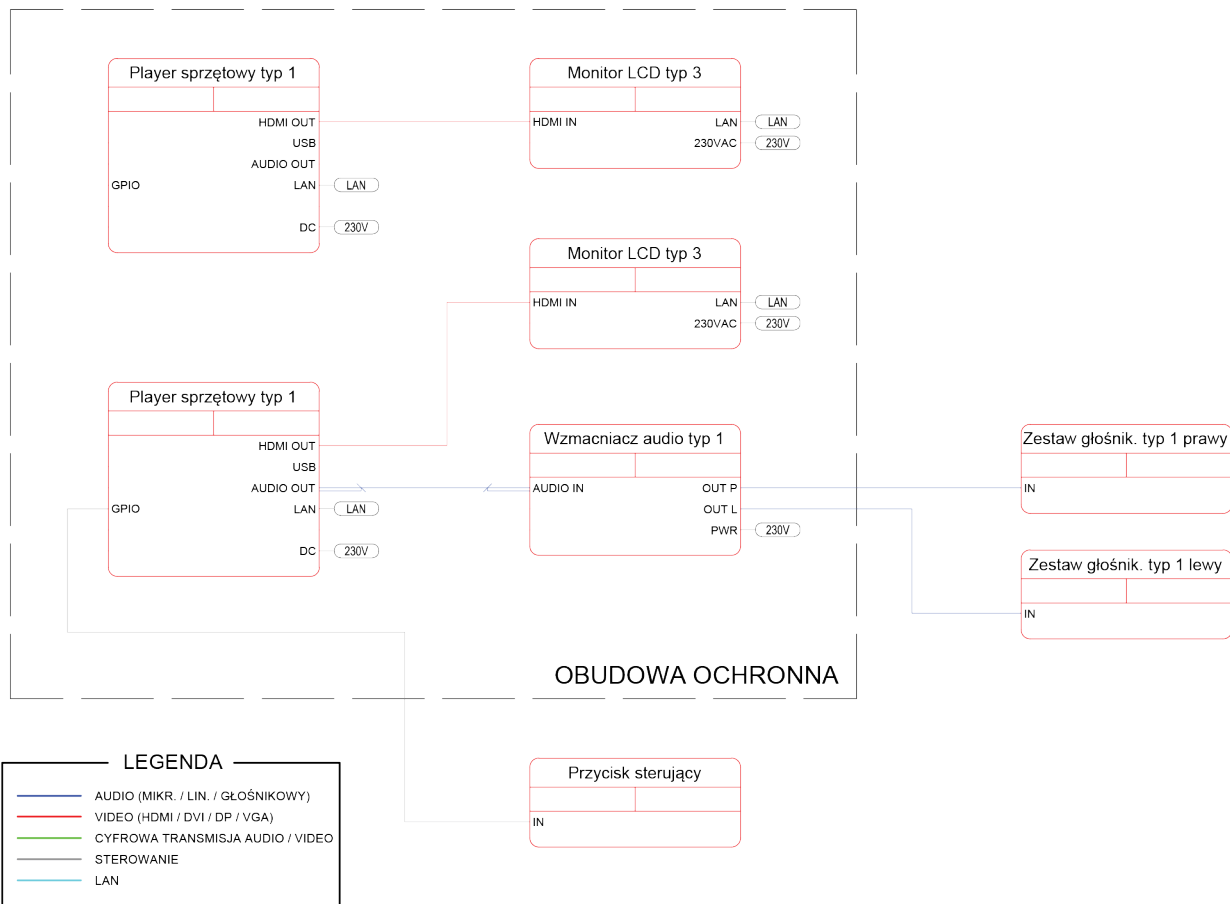 Player sprzętowy typ 1
HDMI OUT
USB
AUDIO OUT
GPIO
LAN
LAN
DC
230V
Monitor LCD typ 3
HDMI IN
LAN
LAN
230VAC
230V
Monitor LCD typ 3
HDMI IN
LAN
LAN
230VAC
230V
Player sprzętowy typ 1
HDMI OUT
USB
AUDIO OUT
GPIO
LAN
LAN
DC
230V
Wzmacniacz audio typ 1
AUDIO IN
OUT P
OUT L
PWR
230V
Zestaw głośnik. typ 1 prawy
IN
Zestaw głośnik. typ 1 lewy
IN
OBUDOWA OCHRONNA
Przycisk sterujący
IN
LEGENDA
AUDIO (MIKR. / LIN. / GŁOŚNIKOWY)
VIDEO (HDMI / DVI / DP / VGA)
CYFROWA TRANSMISJA AUDIO / VIDEO
STEROWANIE
LAN